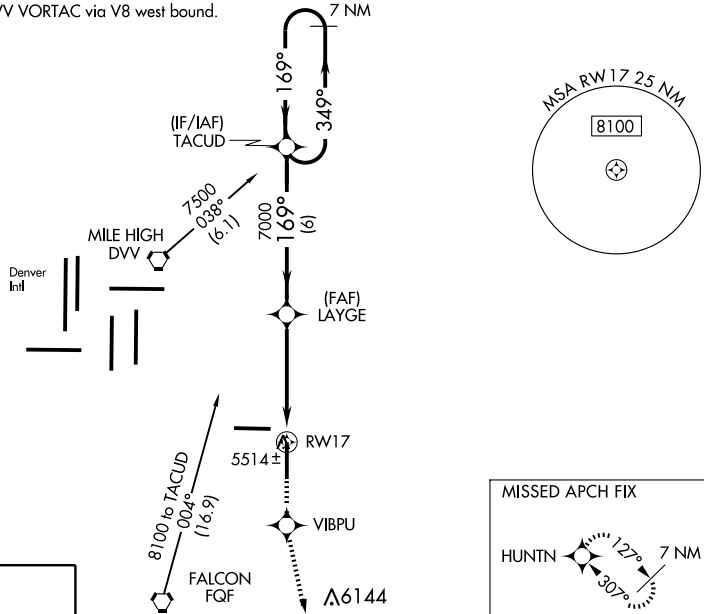 VORTAC via V8 west bound.
7 NM
169°
349°
(IF/IAF)
TACUD
MSA RW17 25 NM
8100
7500
038°
(6.1)
7000
169°
(6)
MILE HIGH
DVV
Denver
Intl
(FAF)
LAYGE
RW17
5514 ±
8100 to TACUD
004°
(16.9)
VIBPU
MISSED APCH FIX
HUNTN
127°
307°
7 NM
FALCON
FQF
6144